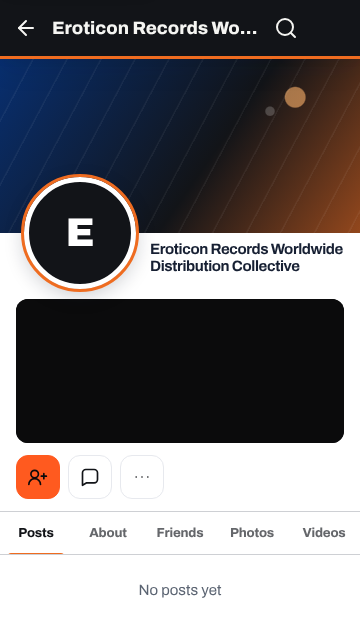 Eroticon Records Wo...
E
Eroticon Records Worldwide
Distribution Collective
Posts
About
Friends
Photos
Videos
No posts yet